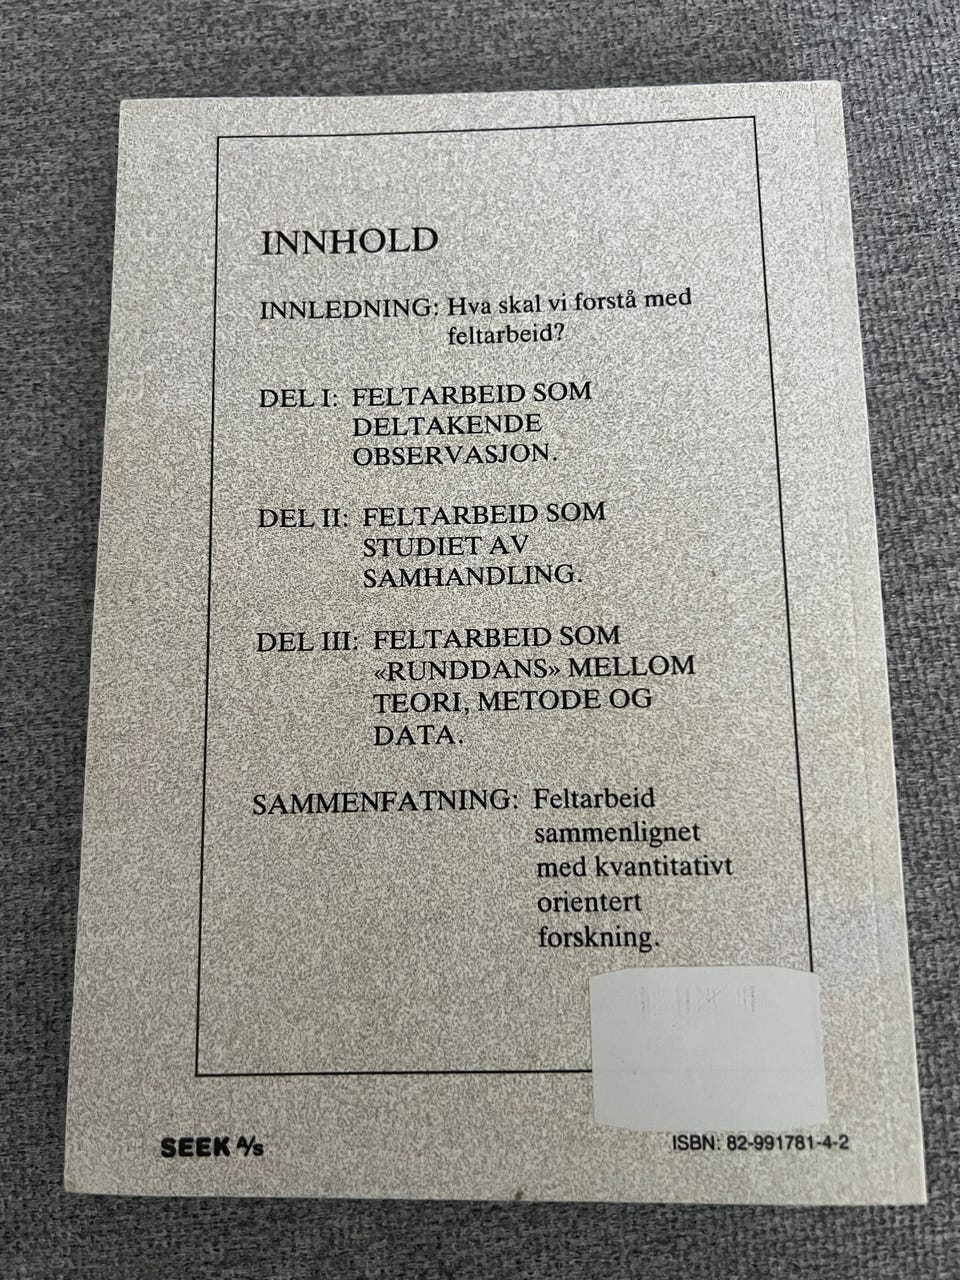 INNHOLD
INNLEDNING: Hva skal vi forstå med
feltarbeid?
DEL I: FELTARBEID SOM
DELTAKENDE
OBSERVASJON.
DEL II: FELTARBEID SOM
STUDIET AV
SAMHANDLING.
DEL III: FELTARBEID SOM
«RUNDDANS» MELLOM
TEORI, METODE OG
DATA.
SAMMENFATNING: Feltarbeid
sammenlignet
med kvantitativt
orientert
forskning.
SEEK A/s
ISBN: 82-991781-4-2